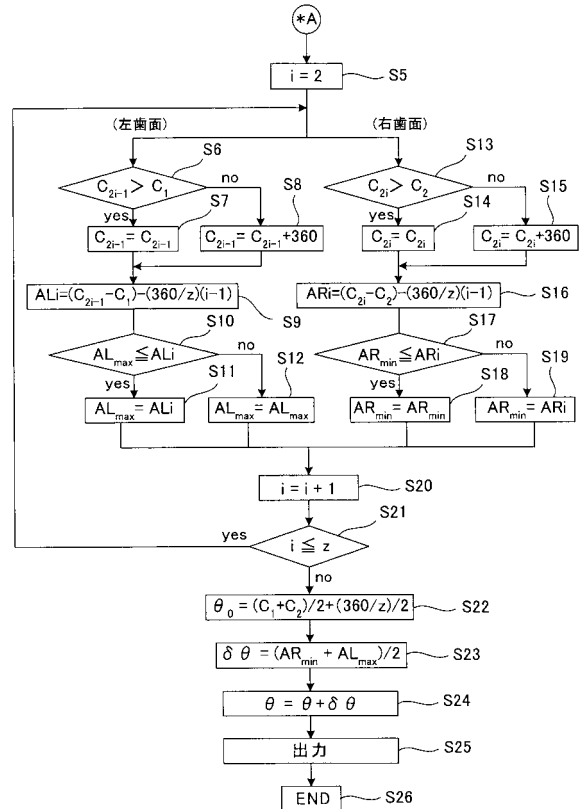 *A
i = 2
S5
(左歯面)
(右歯面)
S6
C₂ᵢ₋₁ > C₁
no
yes
S7
C₂ᵢ₋₁ = C₂ᵢ₋₁
S8
C₂ᵢ₋₁ = C₂ᵢ₋₁+360
S13
C₂ᵢ > C₂
no
yes
S14
C₂ᵢ = C₂ᵢ
S15
C₂ᵢ = C₂ᵢ+360
ALi=(C₂ᵢ₋₁−C₁)−(360/z)(i−1)
S9
ARi=(C₂ᵢ−C₂)−(360/z)(i−1)
S16
S10
ALmax ≦ ALi
no
yes
S11
ALmax = ALi
S12
ALmax = ALmax
S17
ARmin ≦ ARi
no
yes
S18
ARmin = ARmin
S19
ARmin = ARi
i = i + 1
S20
S21
i ≦ z
yes
no
θ₀ = (C₁+C₂)/2+(360/z)/2
S22
δ θ = (ARmin + ALmax)/2
S23
θ = θ + δ θ
S24
出力
S25
END
S26